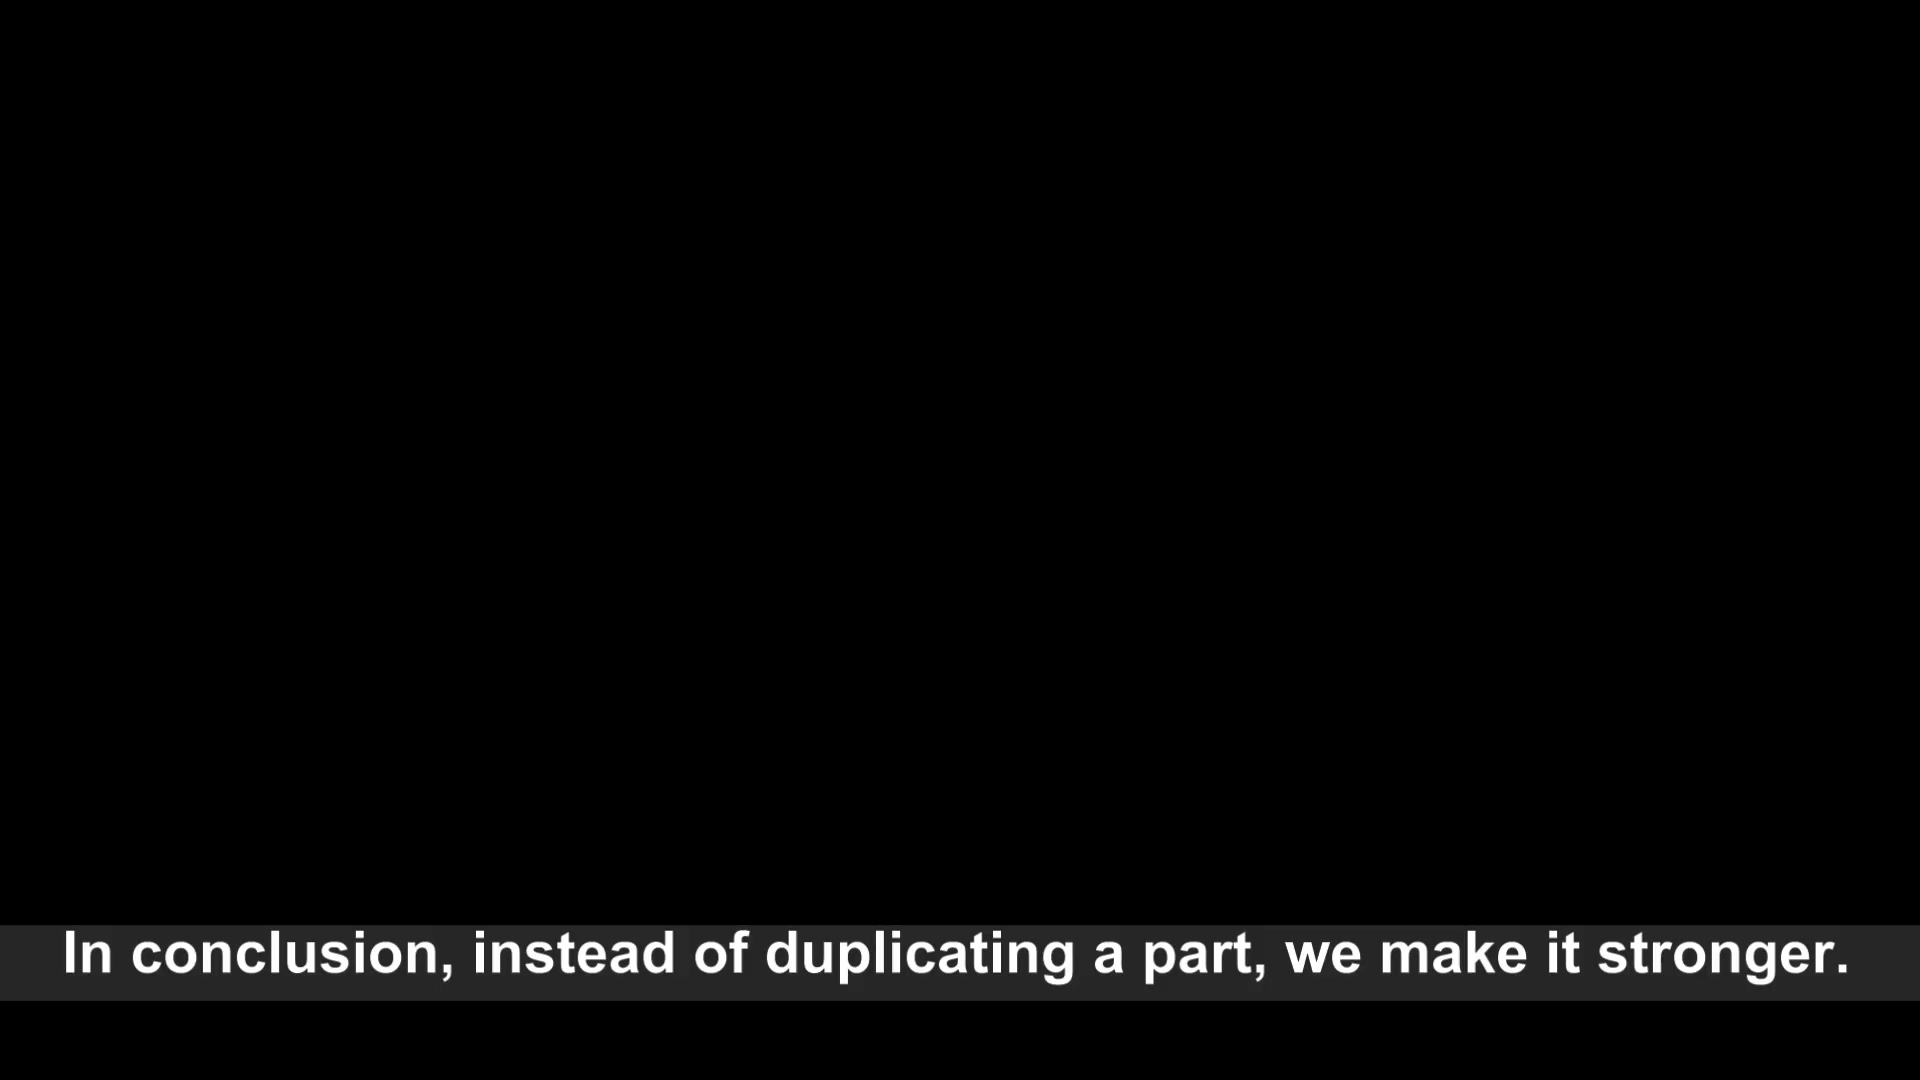 In conclusion, instead of duplicating a part, we make it stronger.